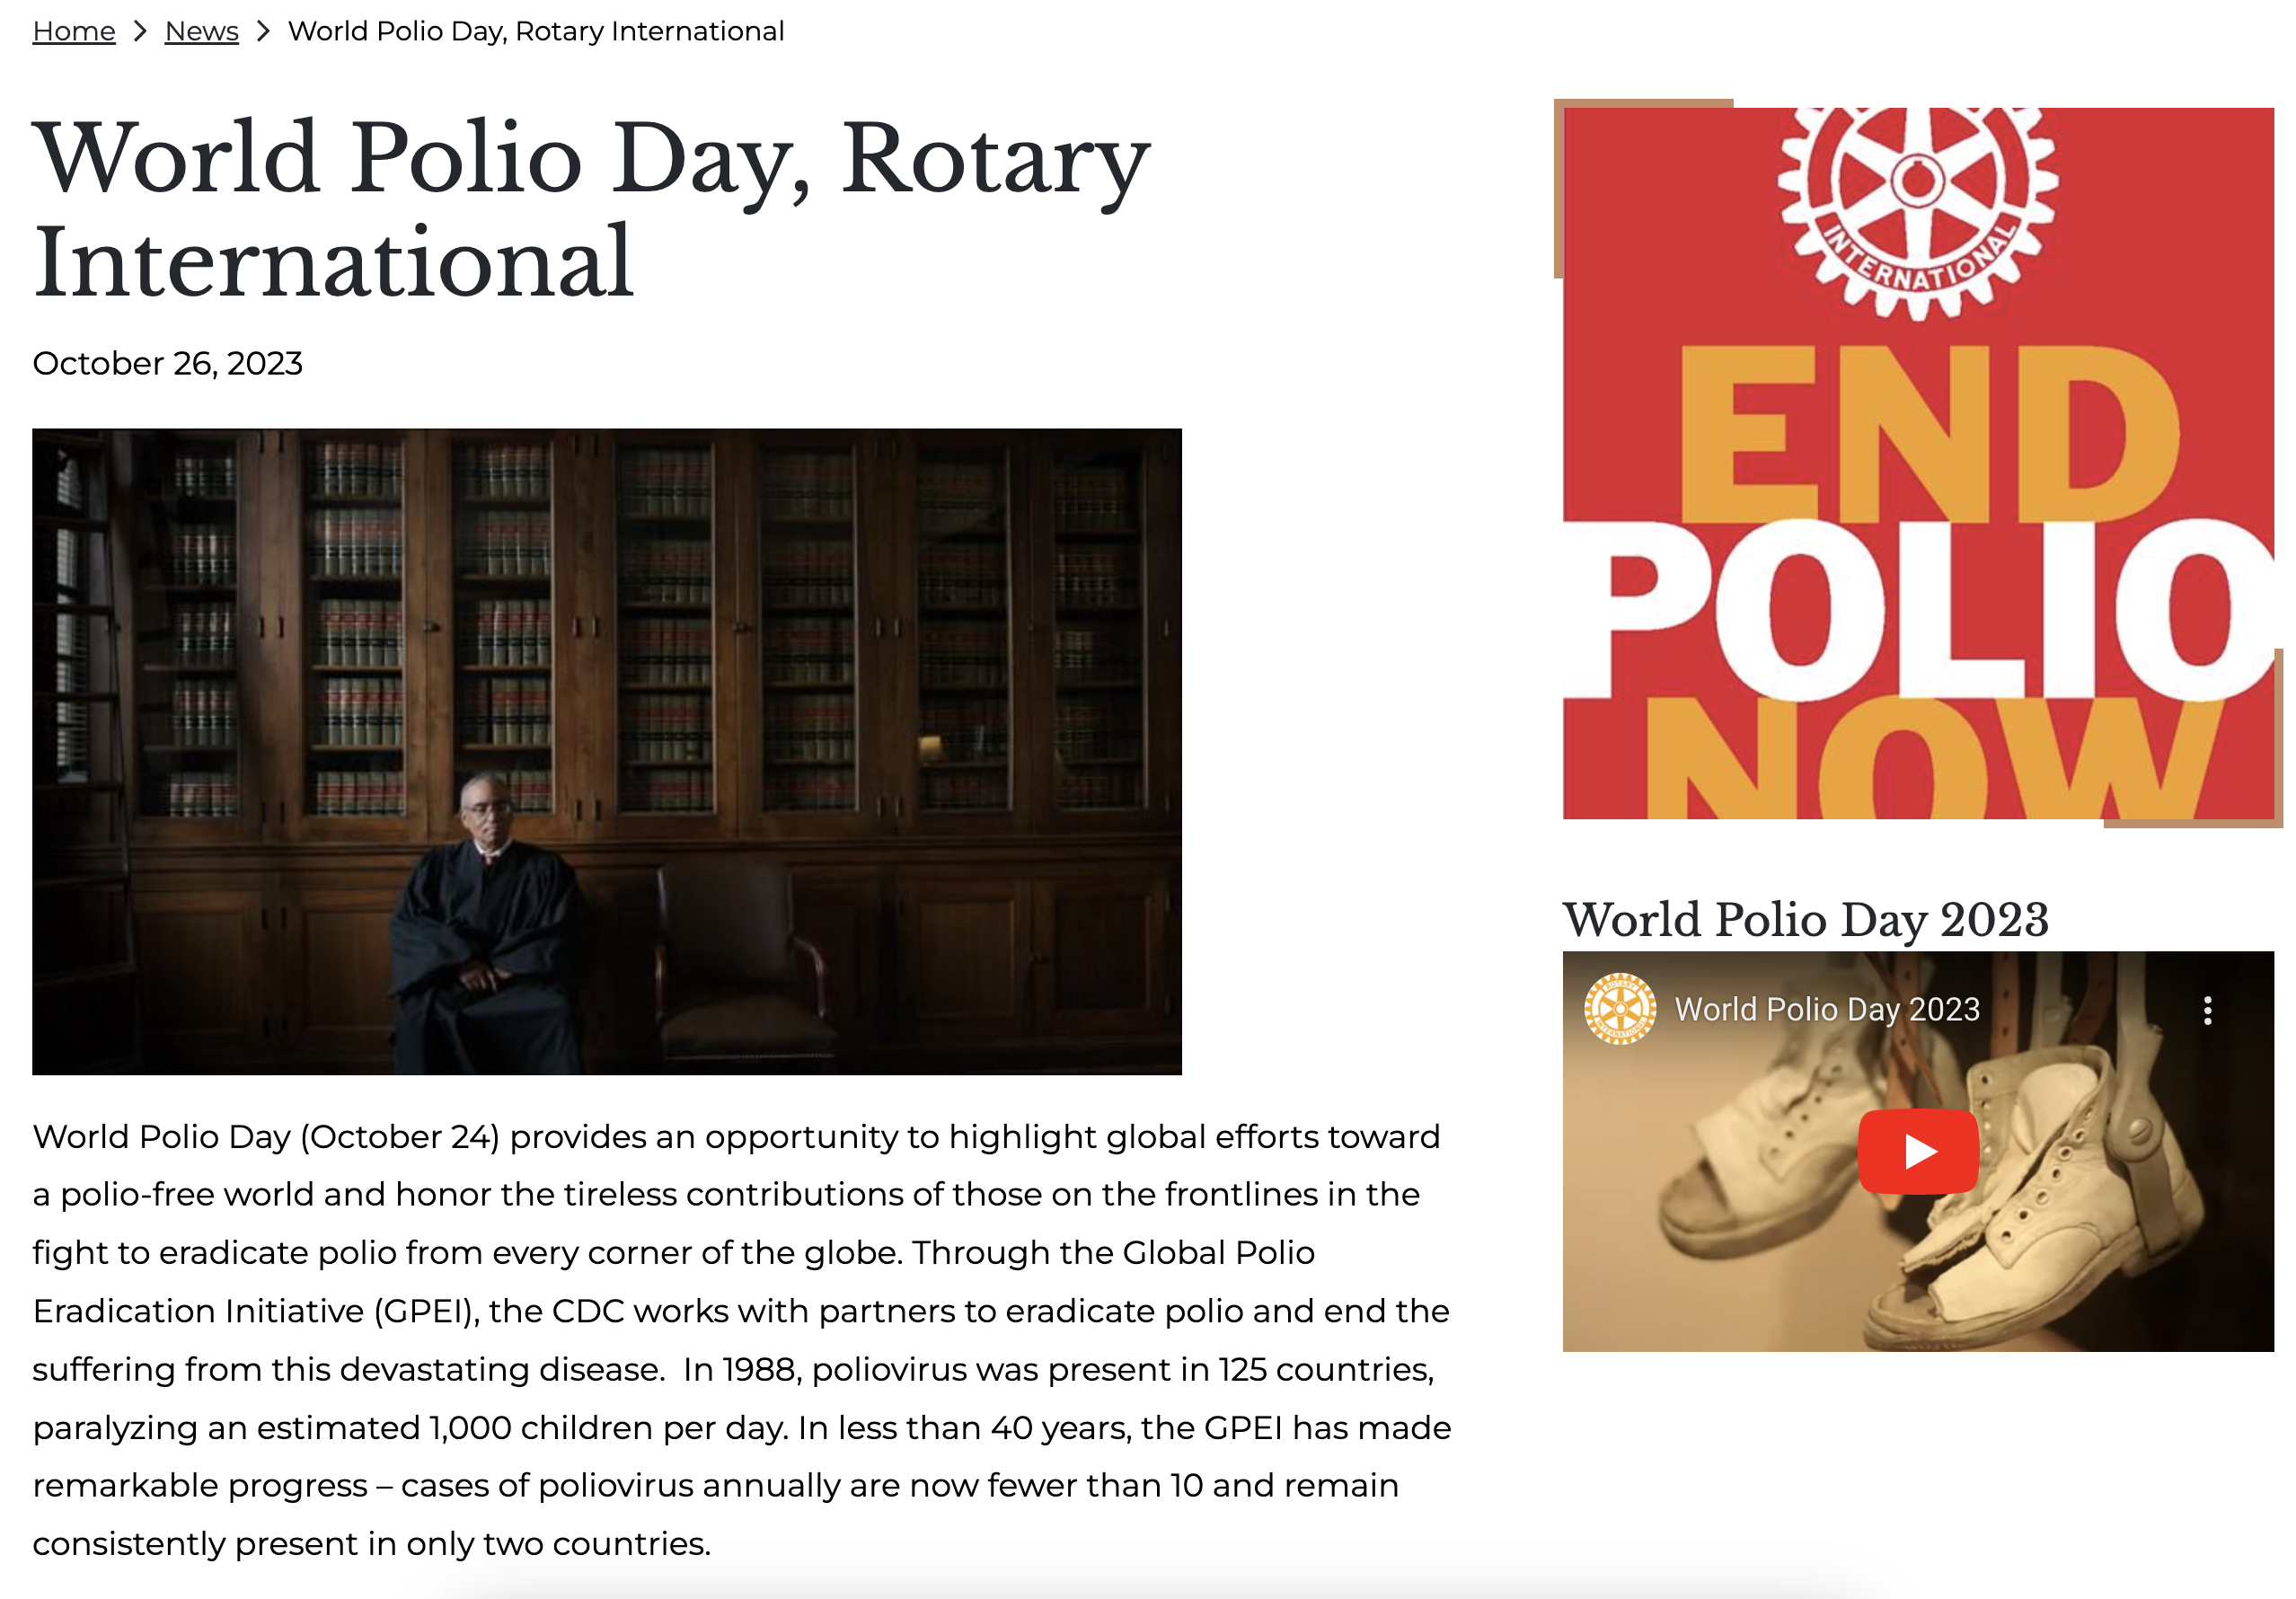 Home > News > World Polio Day, Rotary International
World Polio Day, Rotary
International
October 26, 2023
World Polio Day (October 24) provides an opportunity to highlight global efforts toward
a polio-free world and honor the tireless contributions of those on the frontlines in the
fight to eradicate polio from every corner of the globe. Through the Global Polio
Eradication Initiative (GPEI), the CDC works with partners to eradicate polio and end the
suffering from this devastating disease.  In 1988, poliovirus was present in 125 countries,
paralyzing an estimated 1,000 children per day. In less than 40 years, the GPEI has made
remarkable progress – cases of poliovirus annually are now fewer than 10 and remain
consistently present in only two countries.
INTERNATIONAL
END
POLIO
NOW
World Polio Day 2023
ROTARY
INTERNATIONAL
World Polio Day 2023